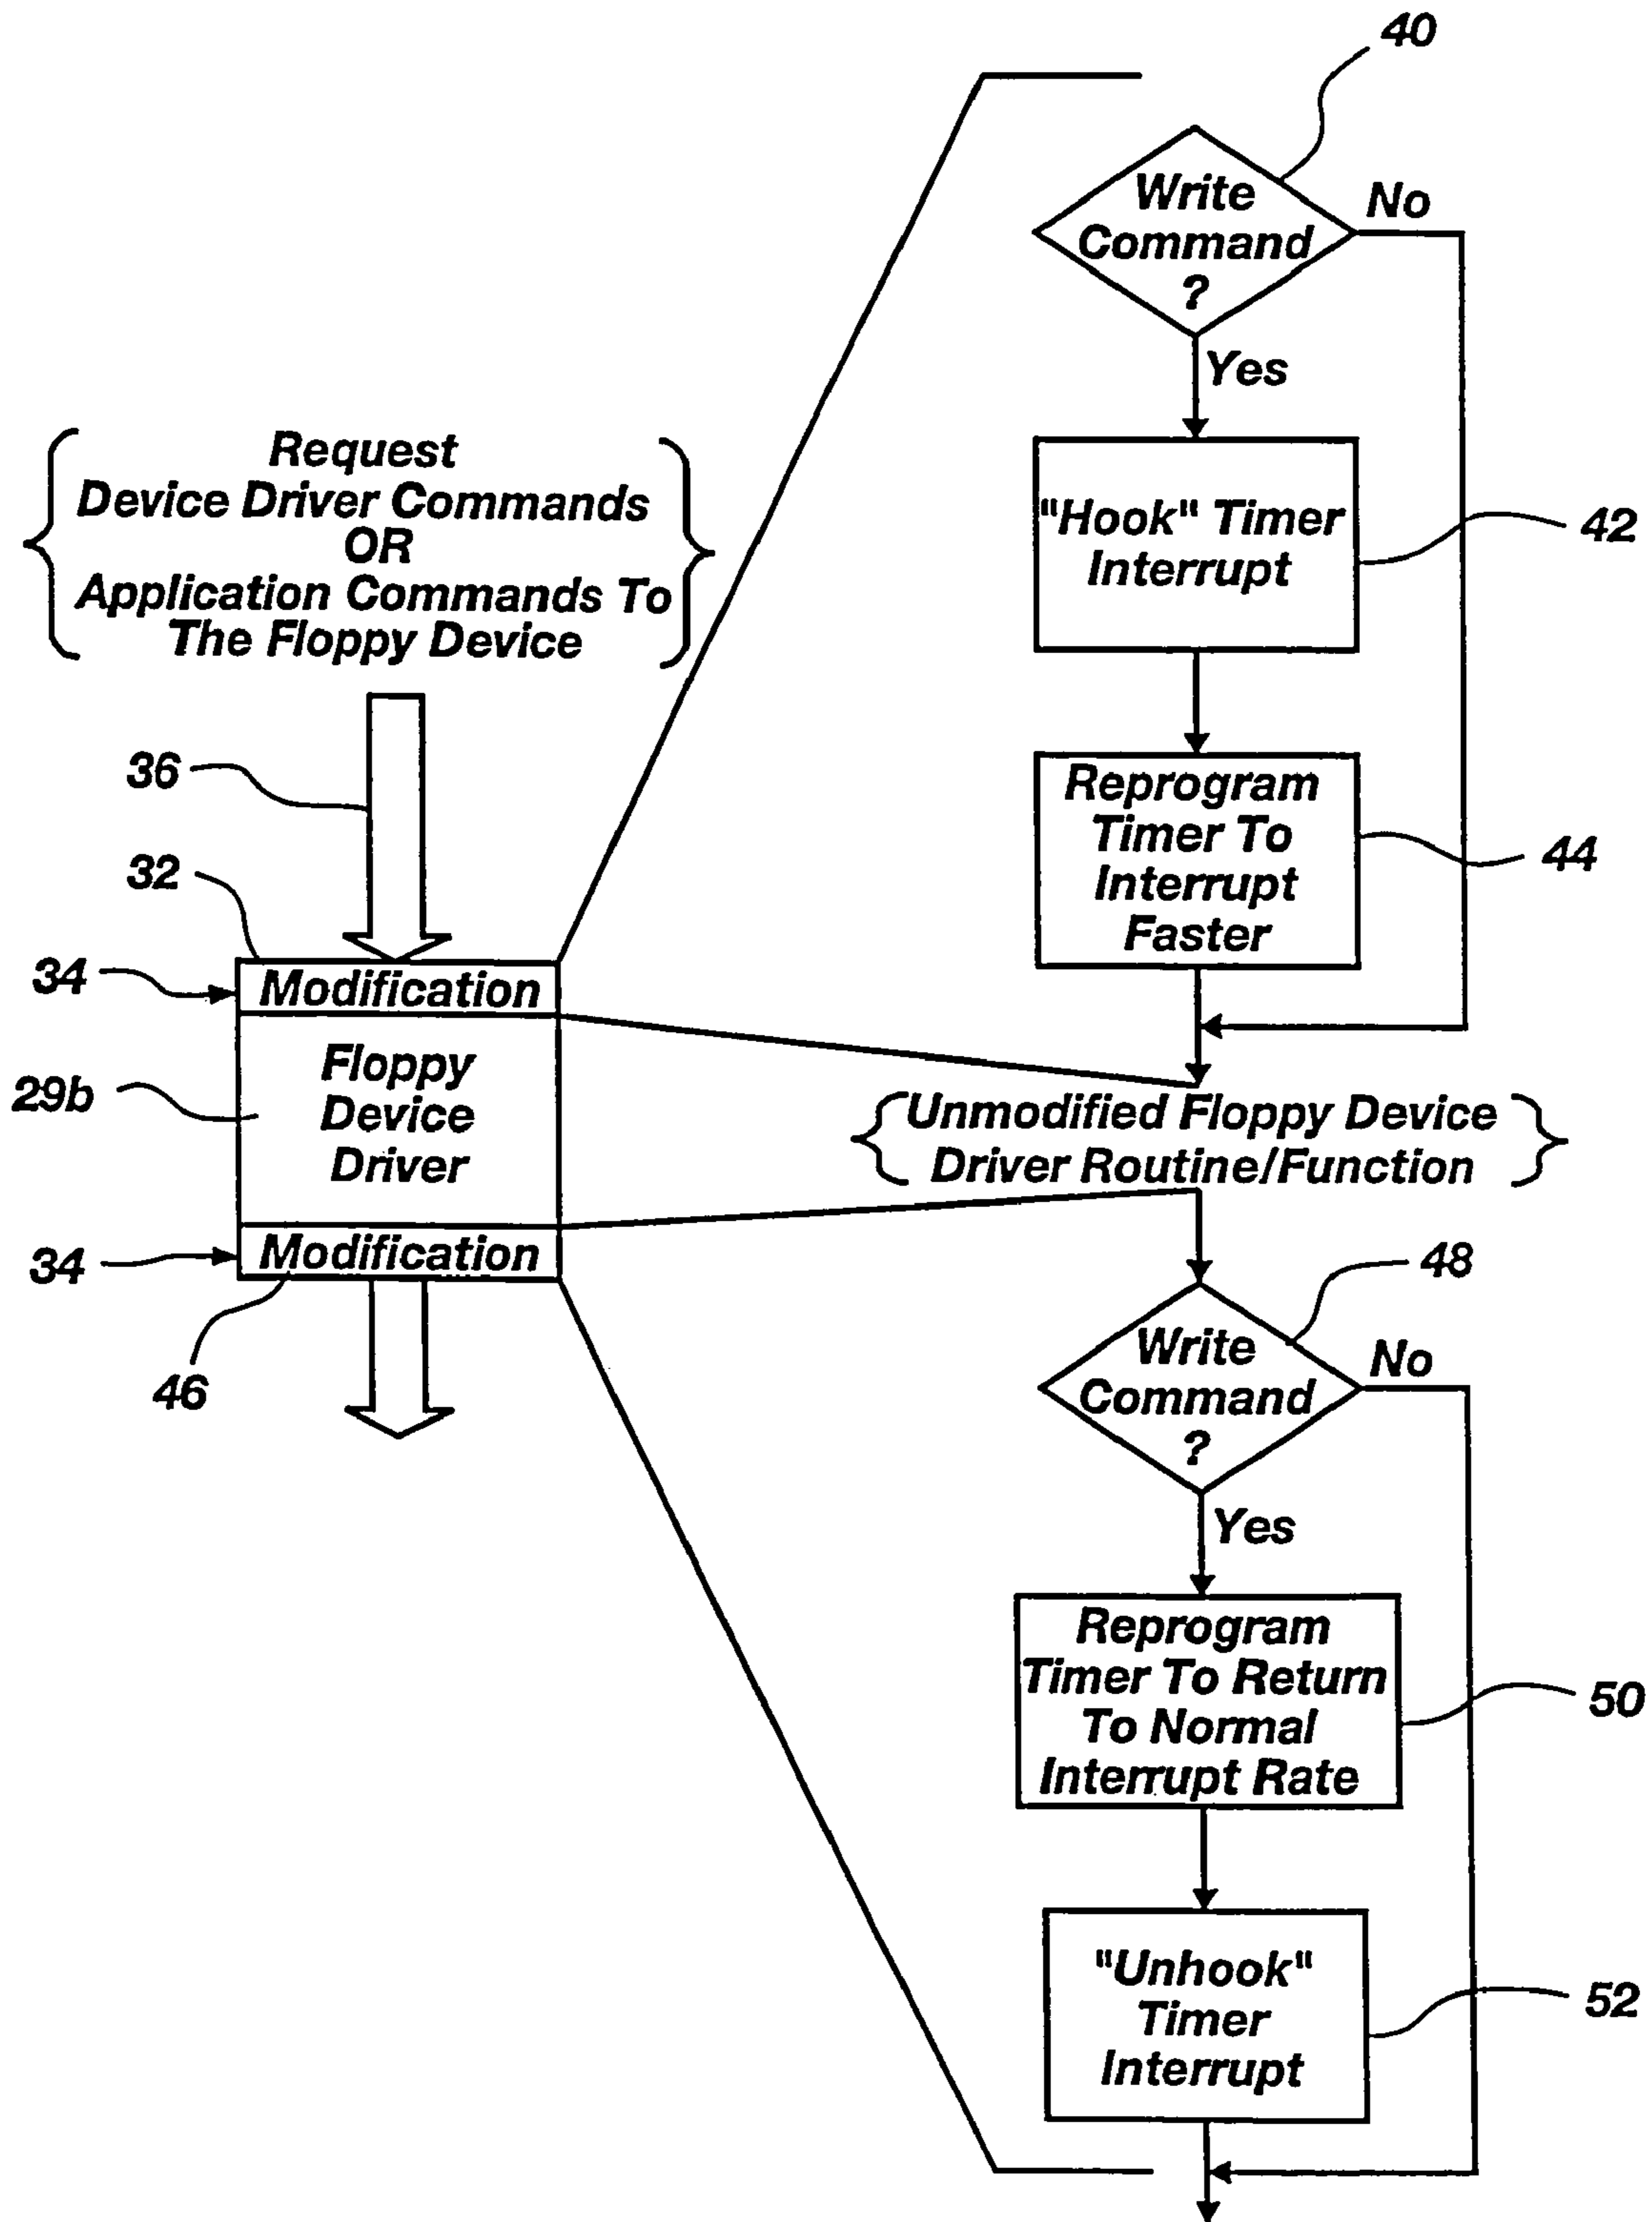 40
Write
Command
?
No
Yes
"Hook" Timer
Interrupt
42
Reprogram
Timer To
Interrupt
Faster
44
Request
Device Driver Commands
OR
Application Commands To
The Floppy Device
36
32
34
Modification
29b
Floppy
Device
Driver
34
Modification
46
Unmodified Floppy Device
Driver Routine/Function
48
Write
Command
?
No
Yes
Reprogram
Timer To Return
To Normal
Interrupt Rate
50
"Unhook"
Timer
Interrupt
52